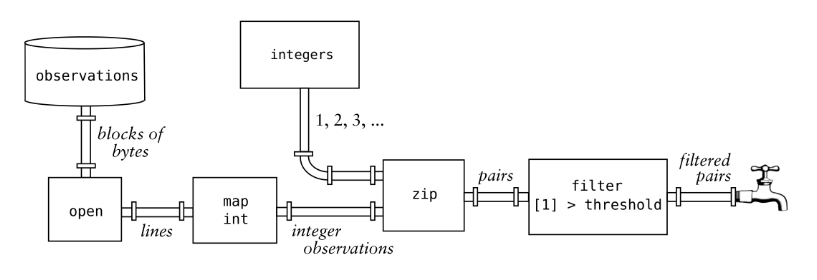 observations
integers
blocks of
bytes
1, 2, 3, ...
open
lines
map
int
integer
observations
zip
pairs
filter
[1] > threshold
filtered
pairs